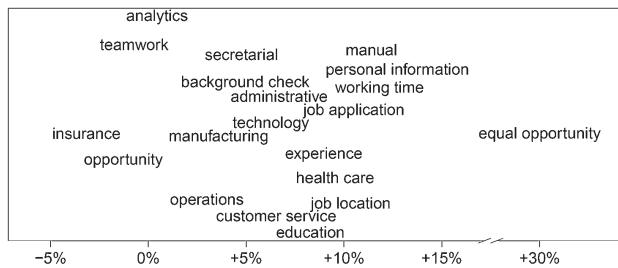 analytics
teamwork
secretarial
manual
personal information
background check
working time
administrative
job application
technology
insurance
manufacturing
equal opportunity
opportunity
experience
health care
operations
job location
customer service
education
−5% 0% +5% +10% +15% +30%